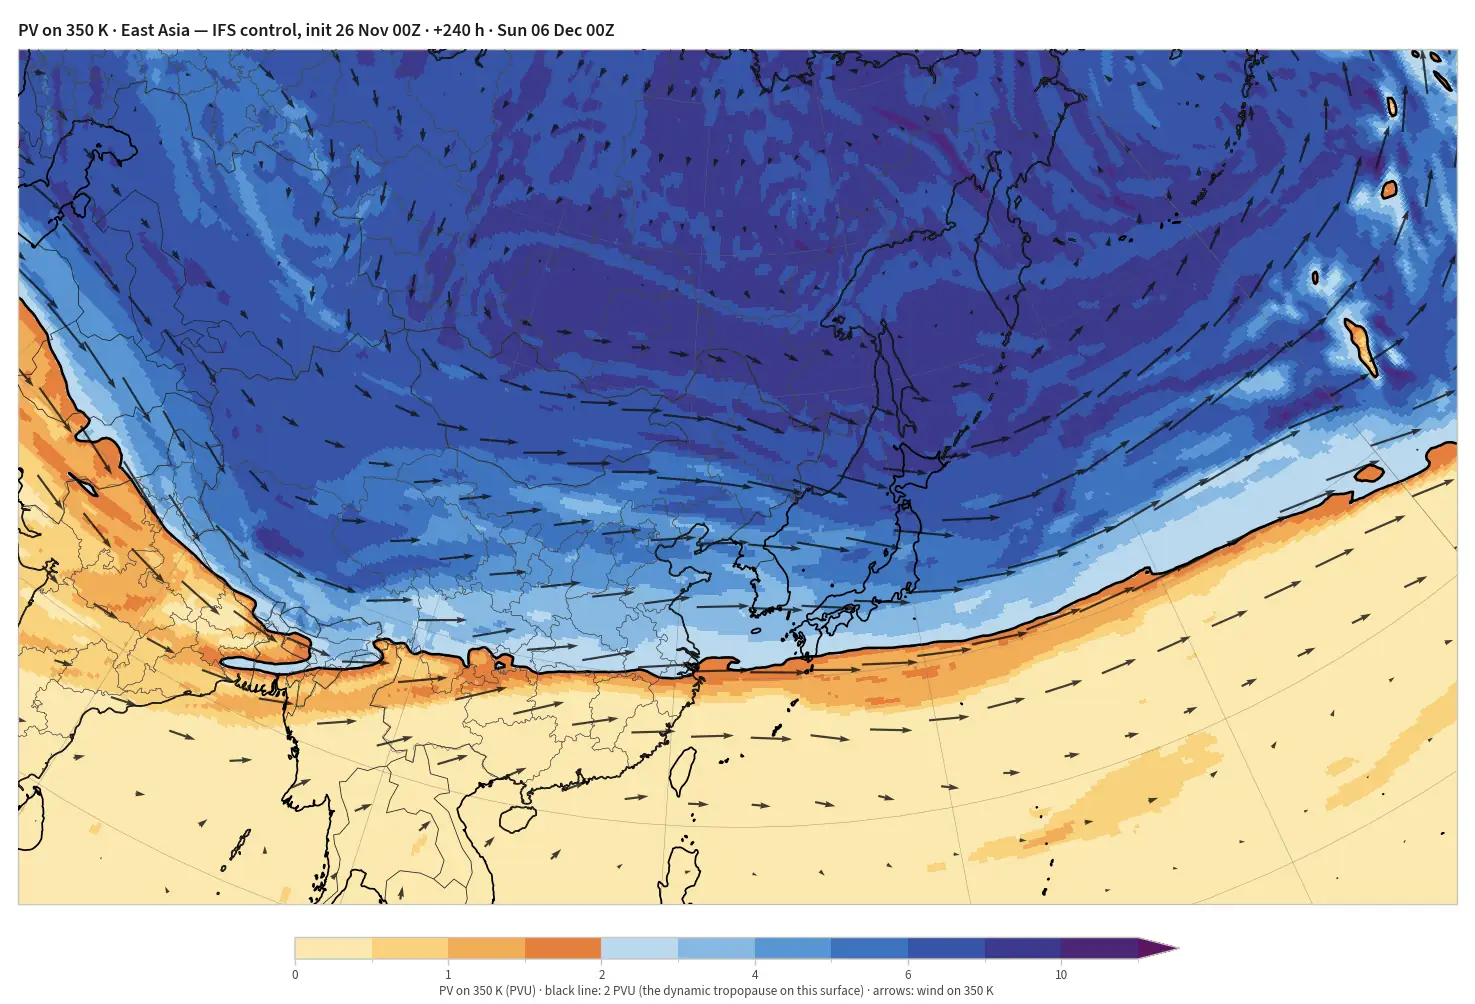 PV on 350 K · East Asia — IFS control, init 26 Nov 00Z · +240 h · Sun 06 Dec 00Z
0 1 2 4 6 10
PV on 350 K (PVU) · black line: 2 PVU (the dynamic tropopause on this surface) · arrows: wind on 350 K